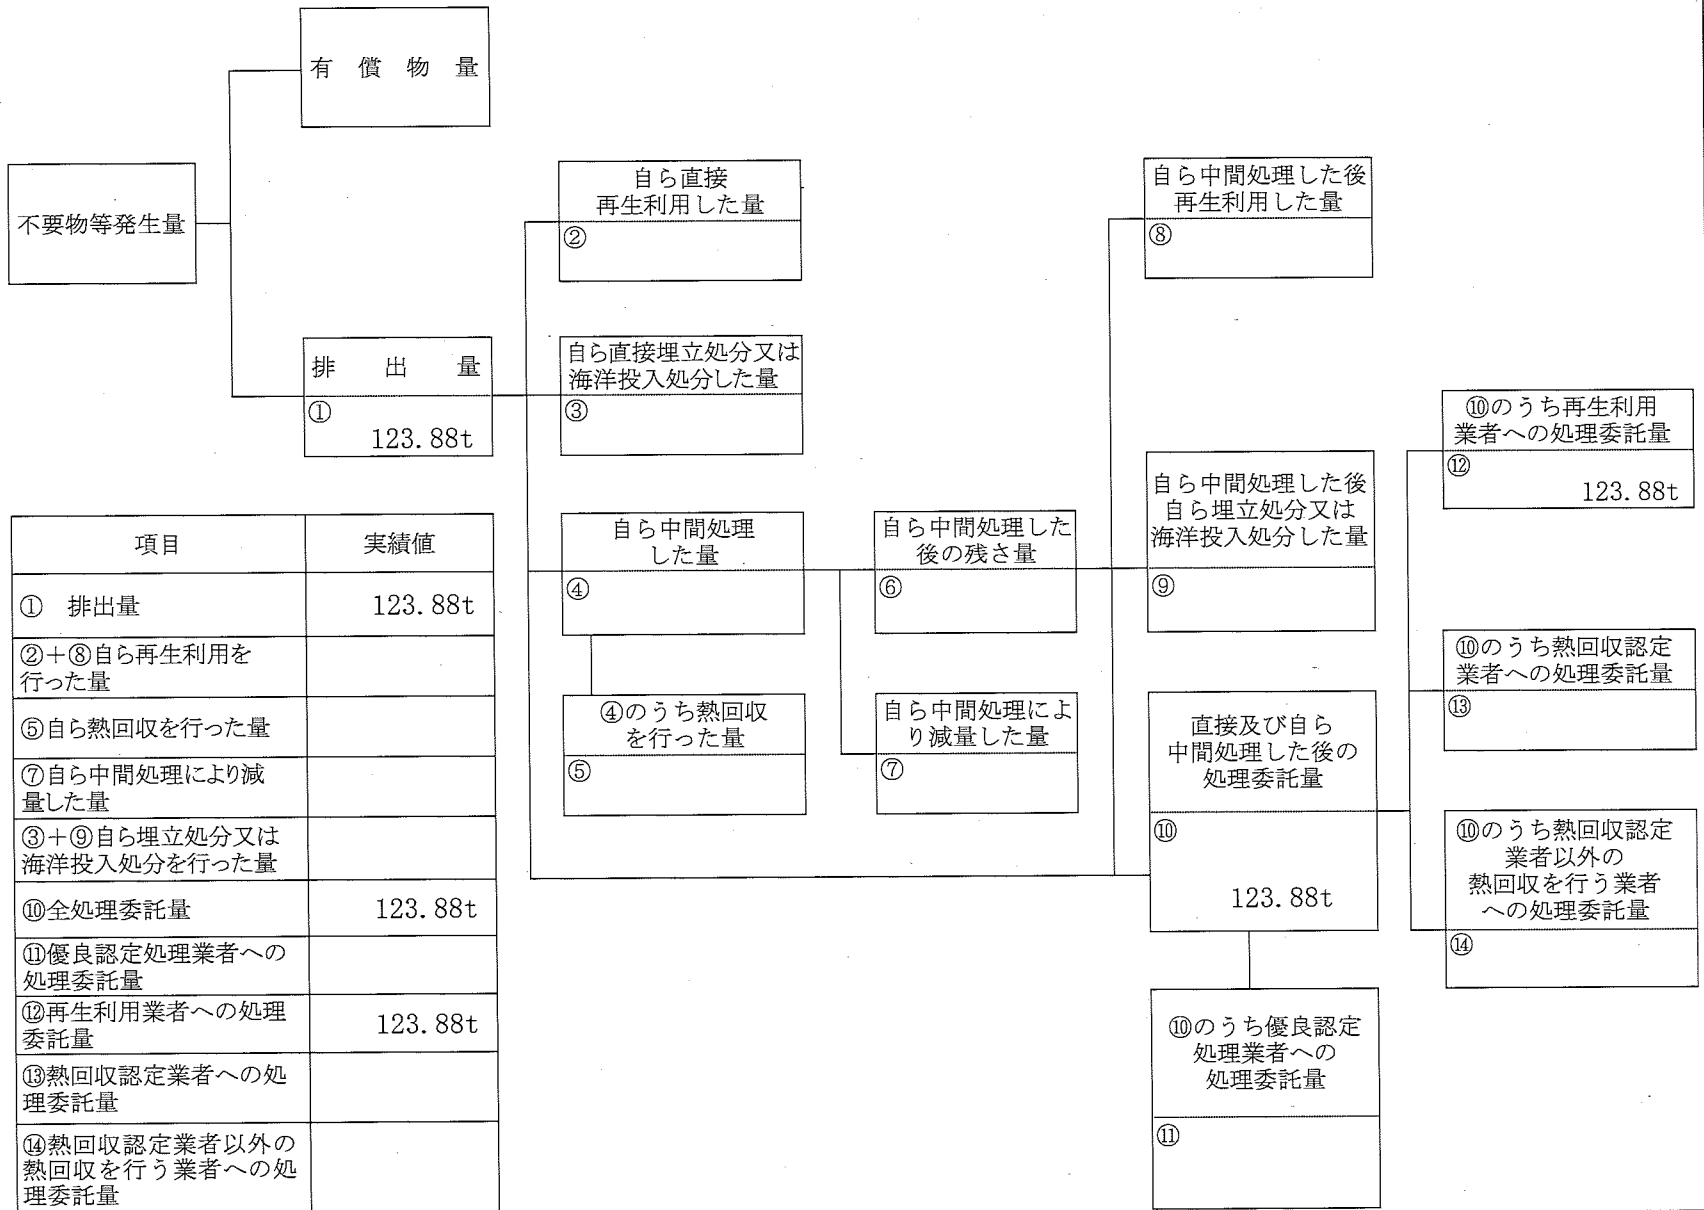 有償物量
不要物等発生量
排出量
①
123.88t
自ら直接
再生利用した量
②
自ら直接埋立処分又は
海洋投入処分した量
③
自ら中間処理
した量
④
④のうち熱回収
を行った量
⑤
自ら中間処理した
後の残さ量
⑥
自ら中間処理によ
り減量した量
⑦
自ら中間処理した後
再生利用した量
⑧
自ら中間処理した後
自ら埋立処分又は
海洋投入処分した量
⑨
直接及び自ら
中間処理した後の
処理委託量
⑩
123.88t
⑩のうち優良認定
処理業者への
処理委託量
⑪
⑩のうち再生利用
業者への処理委託量
⑫
123.88t
⑩のうち熱回収認定
業者への処理委託量
⑬
⑩のうち熱回収認定
業者以外の
熱回収を行う業者
への処理委託量
⑭
項目 実績値
① 排出量 123.88t
②+⑧自ら再生利用を
行った量
⑤自ら熱回収を行った量
⑦自ら中間処理により減
量した量
③+⑨自ら埋立処分又は
海洋投入処分を行った量
⑩全処理委託量 123.88t
⑪優良認定処理業者への
処理委託量
⑫再生利用業者への処理
委託量 123.88t
⑬熱回収認定業者への処
理委託量
⑭熱回収認定業者以外の
熱回収を行う業者への処
理委託量